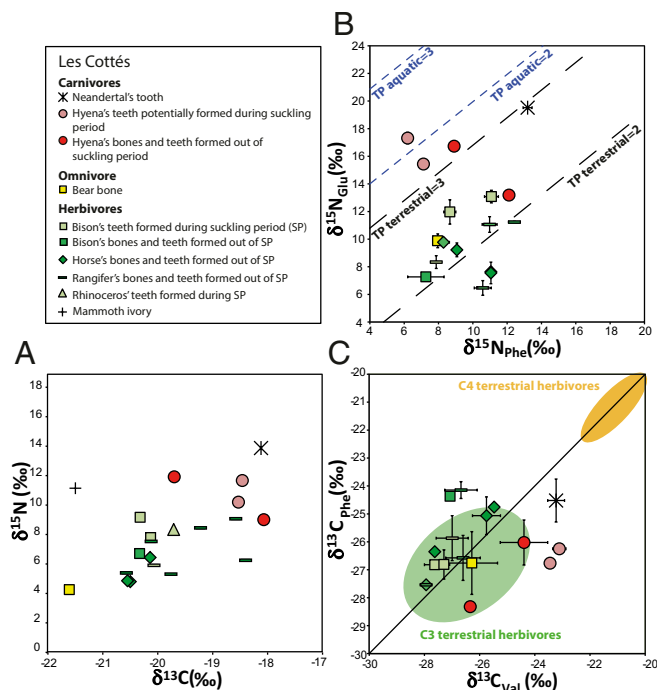 Les Cottés
Carnivores
Neandertal's tooth
Hyena's teeth potentially formed during suckling
period
Hyena's bones and teeth formed out of
suckling period
Omnivore
Bear bone
Herbivores
Bison's teeth formed during suckling period (SP)
Bison's bones and teeth formed out of SP
Horse's bones and teeth formed out of SP
Rangifer's bones and teeth formed out of SP
Rhinoceros' teeth formed during SP
Mammoth ivory
B
δ¹⁵N_Glu (‰)
24
22
20
18
16
14
12
10
8
6
4
TP aquatic=3
TP aquatic=2
TP terrestrial=3
TP terrestrial=2
4 6 8 10 12 14 16 18 20
δ¹⁵N_Phe(‰)
A
δ¹⁵N (‰)
18
16
14
12
10
8
6
4
2
0
-22 -21 -20 -19 -18 -17
δ¹³C(‰)
C
δ¹³C_Phe(‰)
-20
-21
-22
-23
-24
-25
-26
-27
-28
-29
-30
C4 terrestrial herbivores
C3 terrestrial herbivores
-30 -28 -26 -24 -22 -20
δ¹³C_Val(‰)